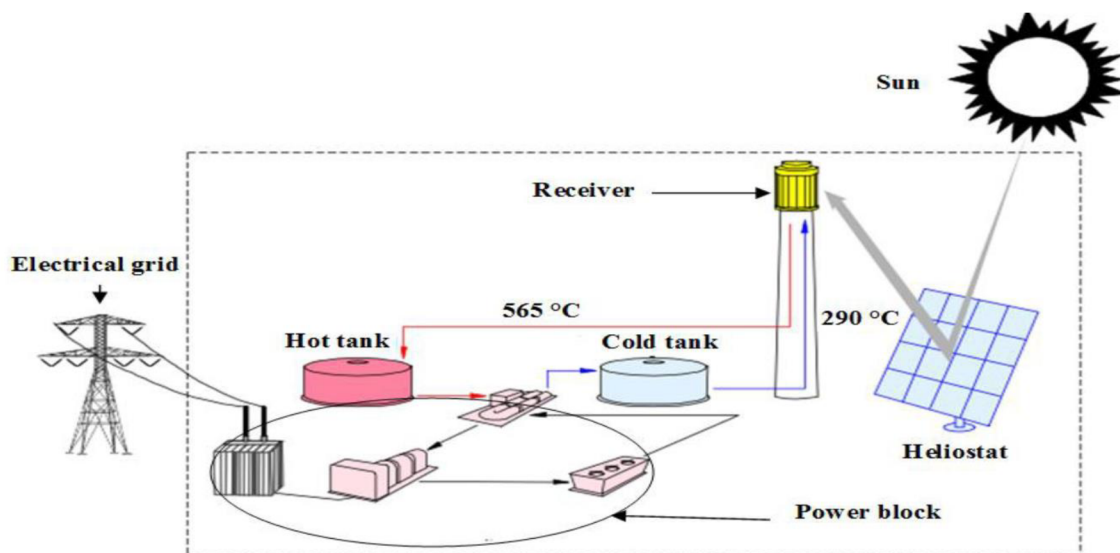 Sun
Receiver
Electrical grid
565 °C
290 °C
Hot tank
Cold tank
Heliostat
Power block